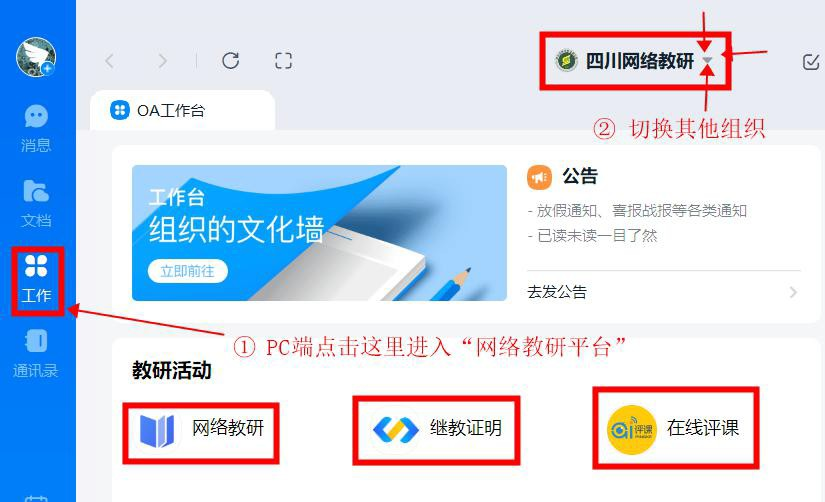 四川网络教研
OA工作台
② 切换其他组织
消息
文档
工作
通讯录
工作台
组织的文化墙
立即前往
公告
- 放假通知、喜报战报等各类通知
- 已读未读一目了然
去发公告
① PC端点击这里进入“网络教研平台”
教研活动
网络教研
继教证明
ai评课
在线评课